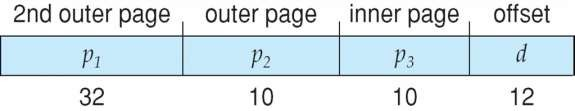 2nd outer page outer page inner page offset
p1 p2 p3 d
32 10 10 12